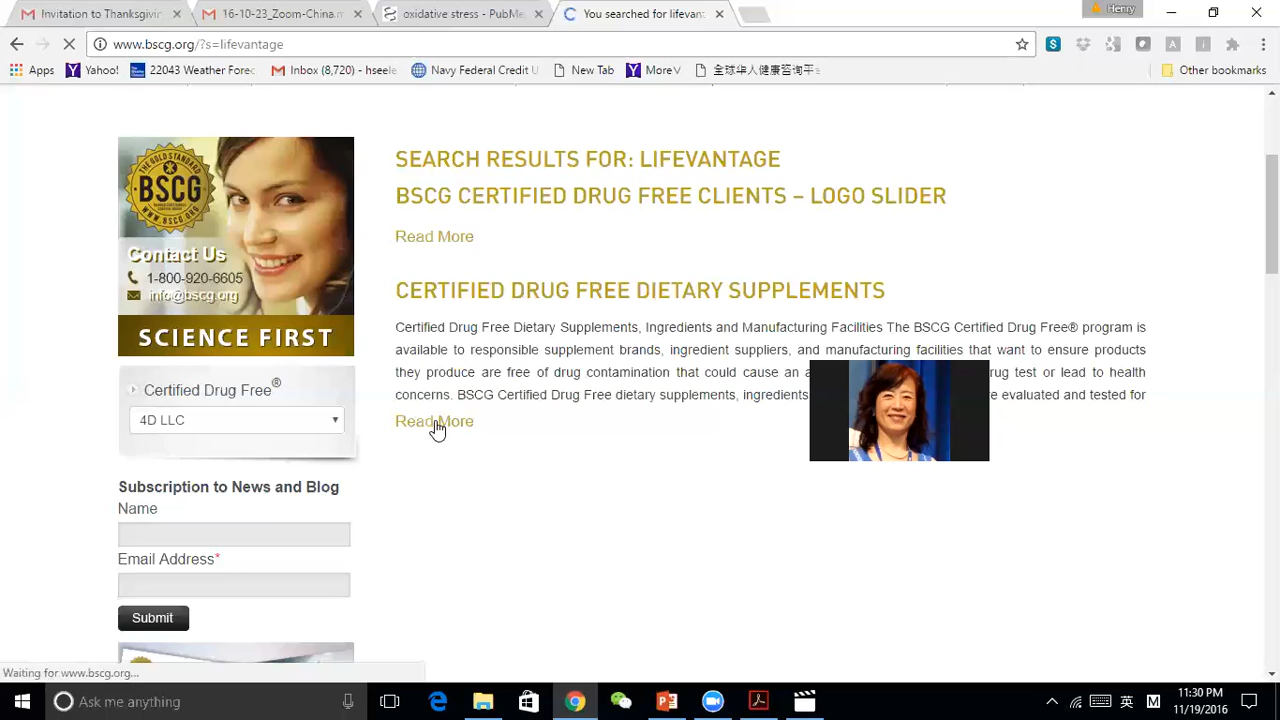 Invitation to Thanksgiving
16-10-23_Zoom-China.m
oxidative stress - PubMe
You searched for lifevant
Henry
www.bscg.org/?s=lifevantage
Apps
Yahoo!
22043 Weather Forec
Inbox (8,720) - hseele
Navy Federal Credit U
New Tab
More∨
全球华人健康咨询平
Other bookmarks
THE GOLD STANDARD
BSCG
WWW.BSCG.ORG
Contact Us
1-800-920-6605
info@bscg.org
SCIENCE FIRST
Certified Drug Free®
4D LLC
Subscription to News and Blog
Name
Email Address*
Submit
SEARCH RESULTS FOR: LIFEVANTAGE
BSCG CERTIFIED DRUG FREE CLIENTS – LOGO SLIDER
Read More
CERTIFIED DRUG FREE DIETARY SUPPLEMENTS
Certified Drug Free Dietary Supplements, Ingredients and Manufacturing Facilities The BSCG Certified Drug Free® program is
available to responsible supplement brands, ingredient suppliers, and manufacturing facilities that want to ensure products
they produce are free of drug contamination that could cause an a rug test or lead to health
concerns. BSCG Certified Drug Free dietary supplements, ingredients e evaluated and tested for
Read More
Waiting for www.bscg.org...
Ask me anything
英
M
11:30 PM
11/19/2016